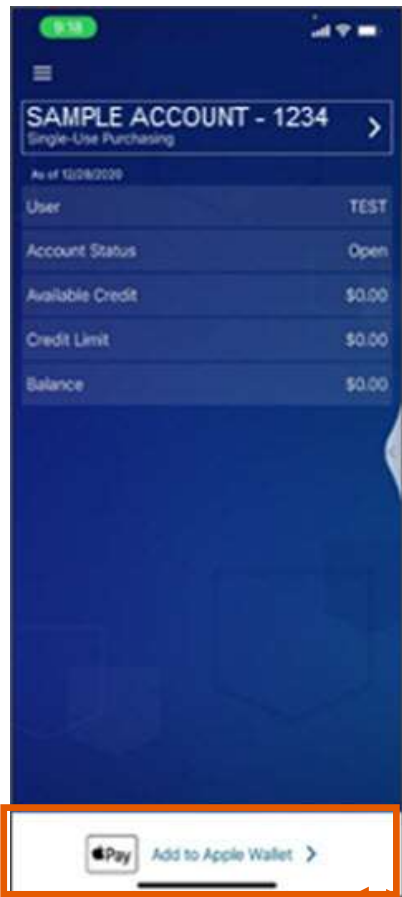 9:18
SAMPLE ACCOUNT - 1234
Single-Use Purchasing
As of 12/28/2020
User TEST
Account Status Open
Available Credit $0.00
Credit Limit $0.00
Balance $0.00
Pay Add to Apple Wallet